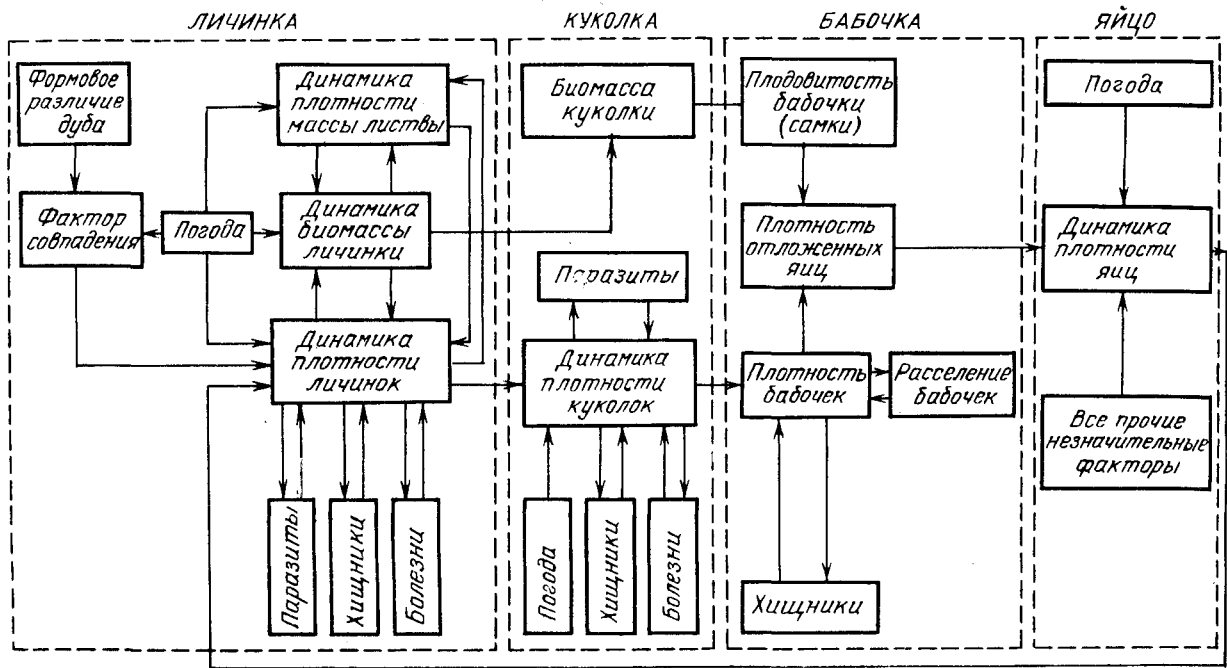 ЛИЧИНКА
КУКОЛКА
БАБОЧКА
ЯЙЦО
Формовое
различие
дуба
Динамика
плотности
массы листвы
Фактор
совпадения
Погода
Динамика
биомассы
личинки
Динамика
плотности
личинок
Паразиты
Хищники
Болезни
Биомасса
куколки
Паразиты
Динамика
плотности
куколок
Погода
Хищники
Болезни
Плодовитость
бабочки
(самки)
Плотность
отложенных
яиц
Плотность
бабочек
Расселение
бабочек
Хищники
Погода
Динамика
плотности
яиц
Все прочие
незначительные
факторы